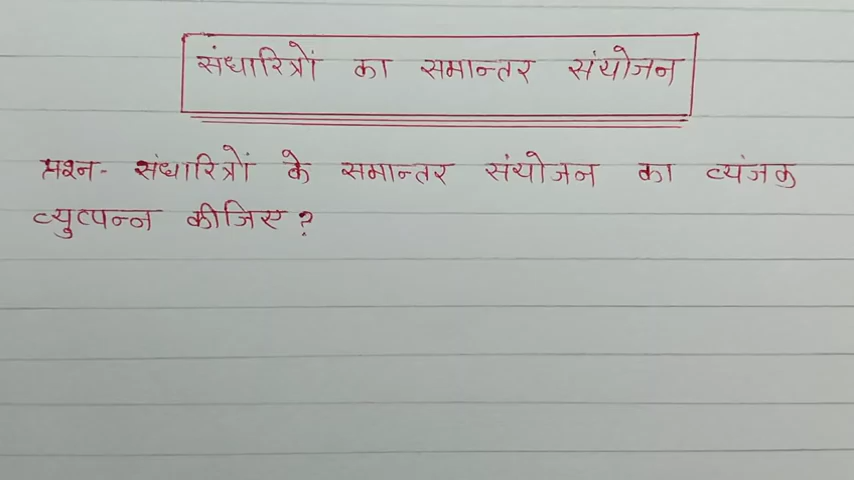 संधारित्रों का समान्तर संयोजन
प्रश्न- संधारित्रों के समान्तर संयोजन का व्यंजक
व्युत्पन्न कीजिए ?